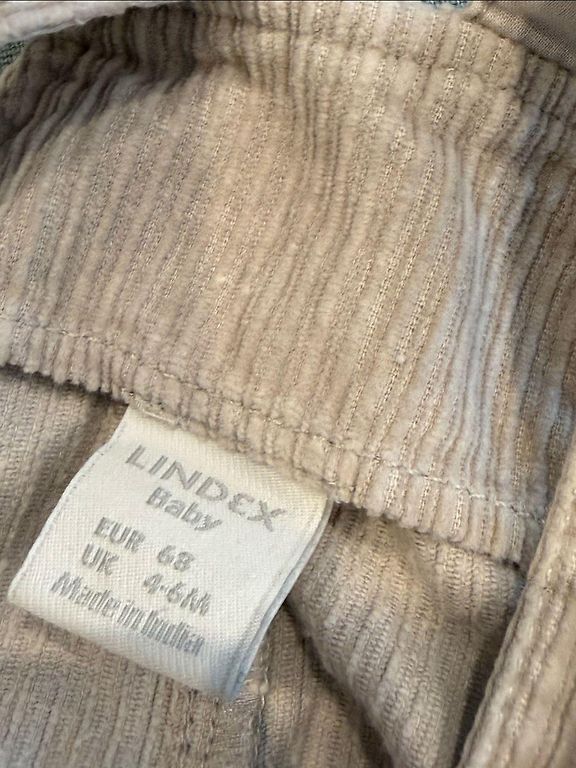 LINDEX
Baby
EUR 68
UK 4-6M
Made in India